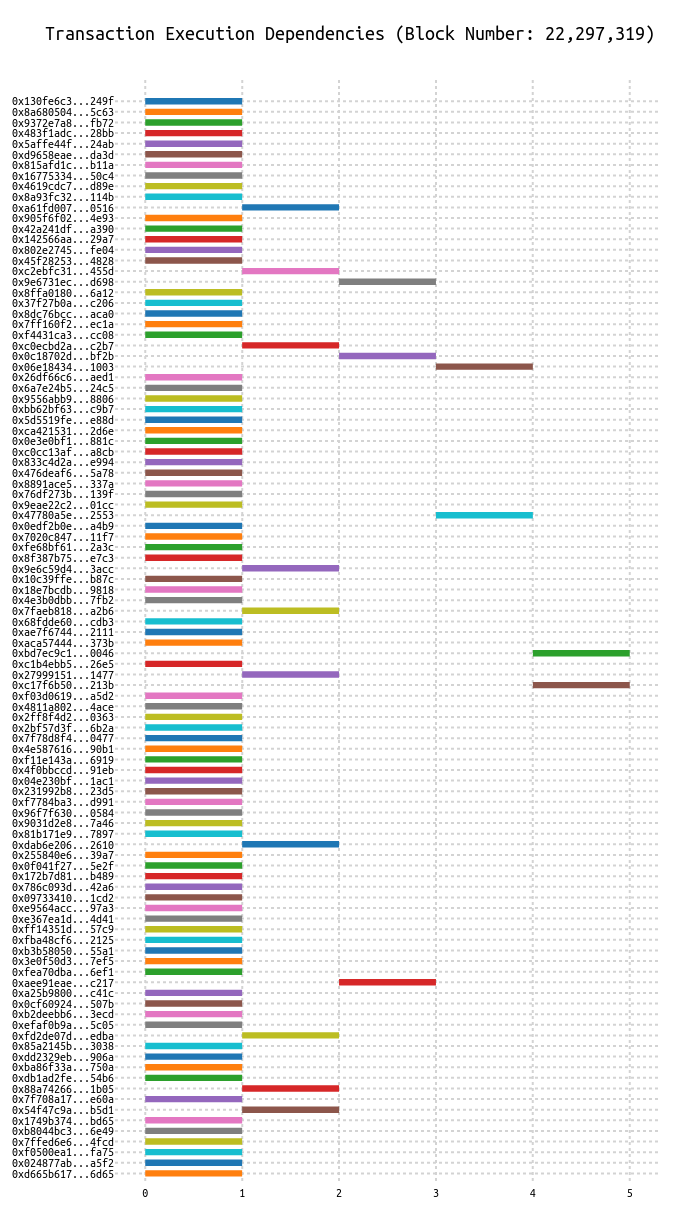 Transaction Execution Dependencies (Block Number: 22,297,319)
0x130fe6c3...249f
0x8a680504...5c63
0x9372e7a8...fb72
0x483f1adc...28bb
0x5affe44f...24ab
0xd9658eae...da3d
0x815afd1c...b11a
0x16775334...50c4
0x4619cdc7...d89e
0x8a93fc32...114b
0xa61fd007...0516
0x905f6f02...4e93
0x42a241df...a390
0x142566aa...29a7
0x802e2745...fe04
0x45f28253...4828
0xc2ebfc31...455d
0x9e6731ec...d698
0x8ffa0180...6a12
0x37f27b0a...c206
0x8dc76bcc...aca0
0x7ff160f2...ec1a
0xf4431ca3...cc08
0xc0ecbd2a...c2b7
0x0c18702d...bf2b
0x06e18434...1003
0x26df66c6...aed1
0x6a7e24b5...24c5
0x9556abb9...8806
0xbb62bf63...c9b7
0x5d5519fe...e88d
0xca421531...2d6e
0x0e3e0bf1...881c
0xc0cc13af...a8cb
0x833c4d2a...e994
0x476deaf6...5a78
0x8891ace5...337a
0x76df273b...139f
0x9eae22c2...01cc
0x47780a5e...2553
0x0edf2b0e...a4b9
0x7020c847...11f7
0xfe68bf61...2a3c
0x8f387b75...e7c3
0x9e6c59d4...3acc
0x10c39ffe...b87c
0x18e7bcdb...9818
0x4e3b0dbb...7fb2
0x7faeb818...a2b6
0x68fdde60...cdb3
0xae7f6744...2111
0xaca57444...373b
0xbd7ec9c1...0046
0xc1b4ebb5...26e5
0x27999151...1477
0xc17f6b50...213b
0xf03d0619...a5d2
0x4811a802...4ace
0x2ff8f4d2...0363
0x2bf57d3f...6b2a
0x7f78d8f4...0477
0x4e587616...90b1
0xf11e143a...6919
0x4f0bbccd...91eb
0x04e230bf...1ac1
0x231992b8...23d5
0xf7784ba3...d991
0x96f7f630...0584
0x9031d2e8...7a46
0x81b171e9...7897
0xdab6e206...2610
0x255840e6...39a7
0x0f041f27...5e2f
0x172b7d81...b489
0x786c093d...42a6
0x09733410...1cd2
0xe9564acc...97a3
0xe367ea1d...4d41
0xff14351d...57c9
0xfba48cf6...2125
0xb3b58050...55a1
0x3e0f50d3...7ef5
0xfea70dba...6ef1
0xaee91eae...c217
0xa25b9800...c41c
0x0cf60924...507b
0xb2deebb6...3ecd
0xefaf0b9a...5c05
0xfd2de07d...edba
0x85a2145b...3038
0xdd2329eb...906a
0xba86f33a...750a
0xdb1ad2fe...54b6
0x88a74266...1b05
0x7f708a17...e60a
0x54f47c9a...b5d1
0x1749b374...bd65
0xb8044bc3...6e49
0x7ffed6e6...4fcd
0xf0500ea1...fa75
0x024877ab...a5f2
0xd665b617...6d65
0 1 2 3 4 5